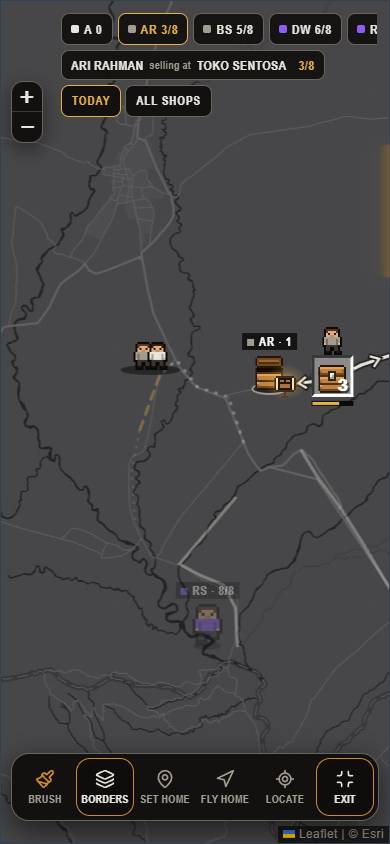 A 0
AR 3/8
BS 5/8
DW 6/8
R
ARI RAHMAN selling at TOKO SENTOSA 3/8
TODAY
ALL SHOPS
+
−
AR · 1
3
RS · 8/8
BRUSH
BORDERS
SET HOME
FLY HOME
LOCATE
EXIT
Leaflet | © Esri